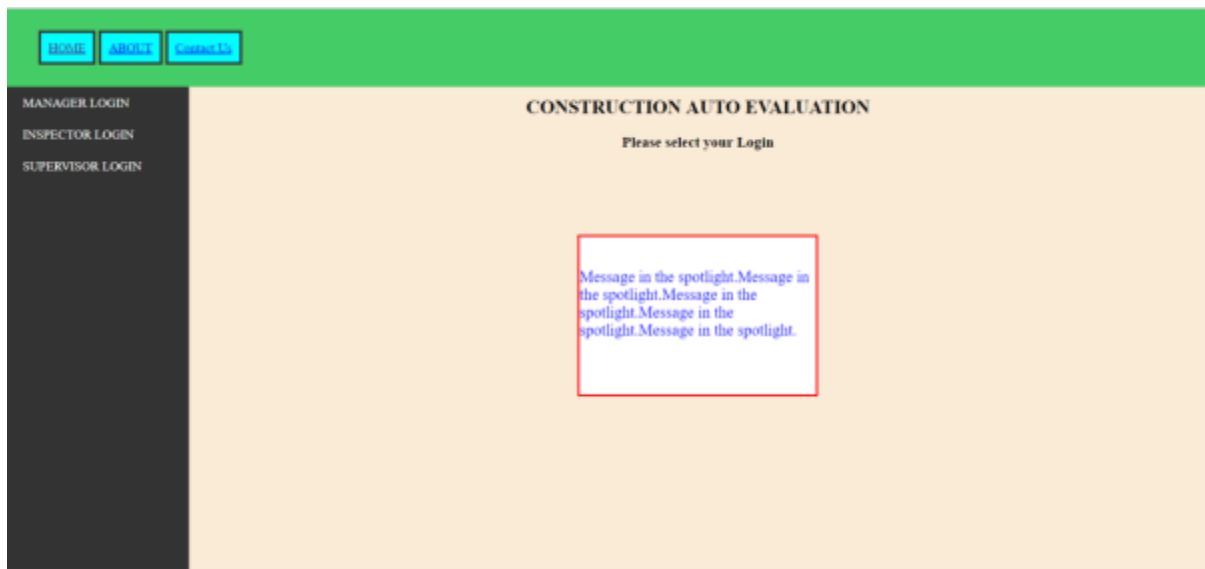 HOME ABOUT Contact Us
MANAGER LOGIN
INSPECTOR LOGIN
SUPERVISOR LOGIN
CONSTRUCTION AUTO EVALUATION
Please select your Login
Message in the spotlight.Message in
the spotlight.Message in the
spotlight.Message in the
spotlight.Message in the spotlight.